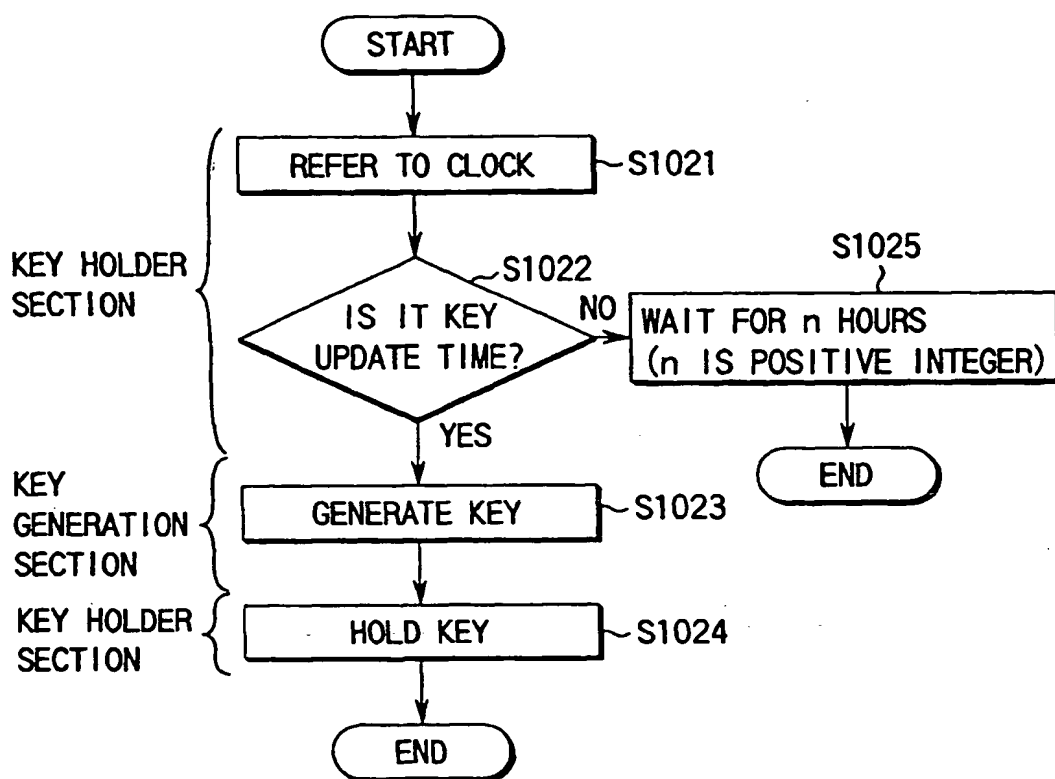 START
REFER TO CLOCK
S1021
KEY HOLDER
SECTION
S1022
IS IT KEY
UPDATE TIME?
NO
S1025
WAIT FOR n HOURS
(n IS POSITIVE INTEGER)
END
YES
KEY
GENERATION
SECTION
GENERATE KEY
S1023
KEY HOLDER
SECTION
HOLD KEY
S1024
END